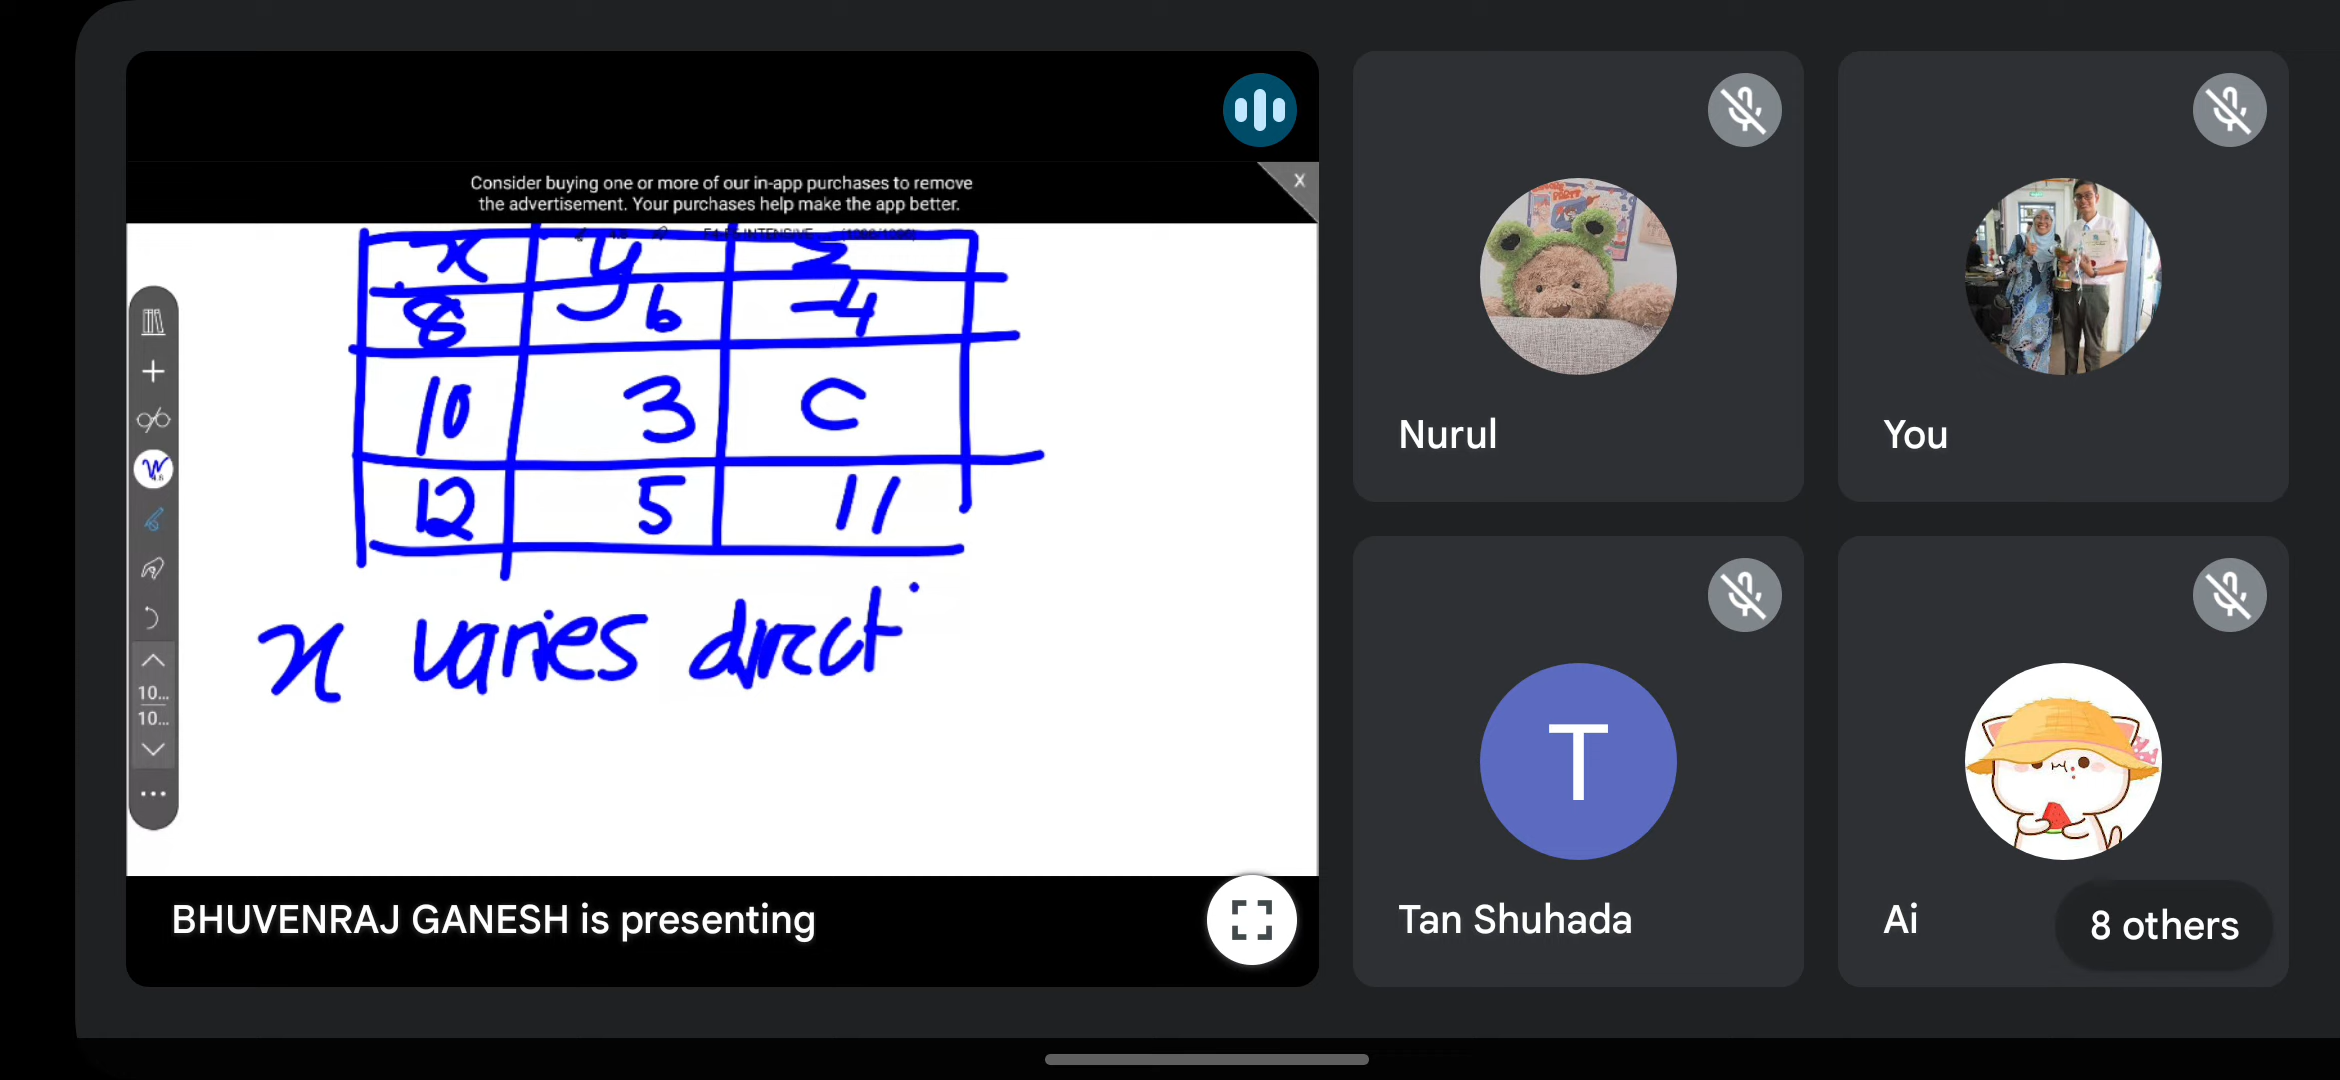 Consider buying one or more of our in-app purchases to remove
the advertisement. Your purchases help make the app better.
X
x y z
8 6 -4
10 3 C
12 5 11
x varies direct
10...
10...
BHUVENRAJ GANESH is presenting
Nurul
You
T
Tan Shuhada
Ai
8 others